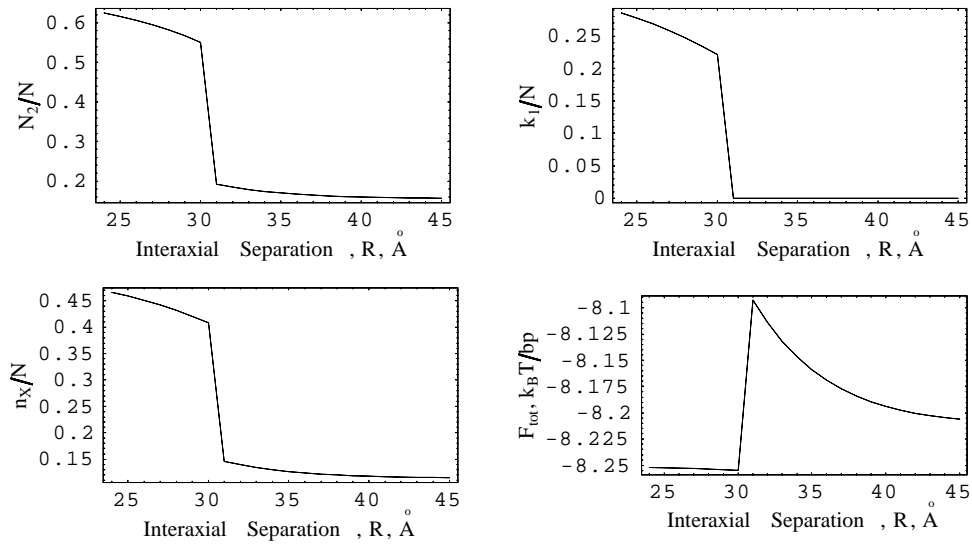 0.6
0.5
0.4
0.3
0.2
N2/N
25 30 35 40 45
Interaxial Separation , R, Å
0.25
0.2
0.15
0.1
0.05
0
k1/N
25 30 35 40 45
Interaxial Separation , R, Å
0.45
0.4
0.35
0.3
0.25
0.2
0.15
nX/N
25 30 35 40 45
Interaxial Separation , R, Å
-8.1
-8.125
-8.15
-8.175
-8.2
-8.225
-8.25
Ftot, kBT/bp
25 30 35 40 45
Interaxial Separation , R, Å